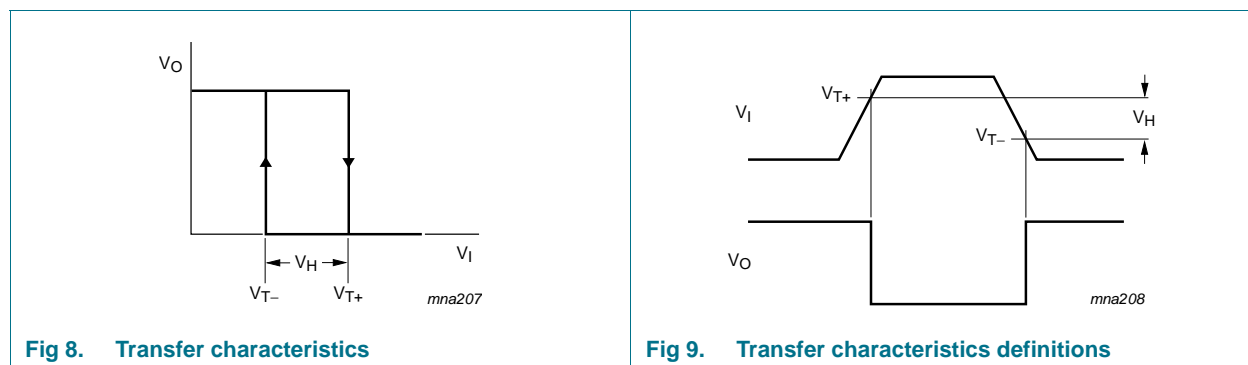 VO
VH
VI
VT−
VT+
mna207
Fig 8. Transfer characteristics
VT+
VI
VH
VT−
VO
mna208
Fig 9. Transfer characteristics definitions